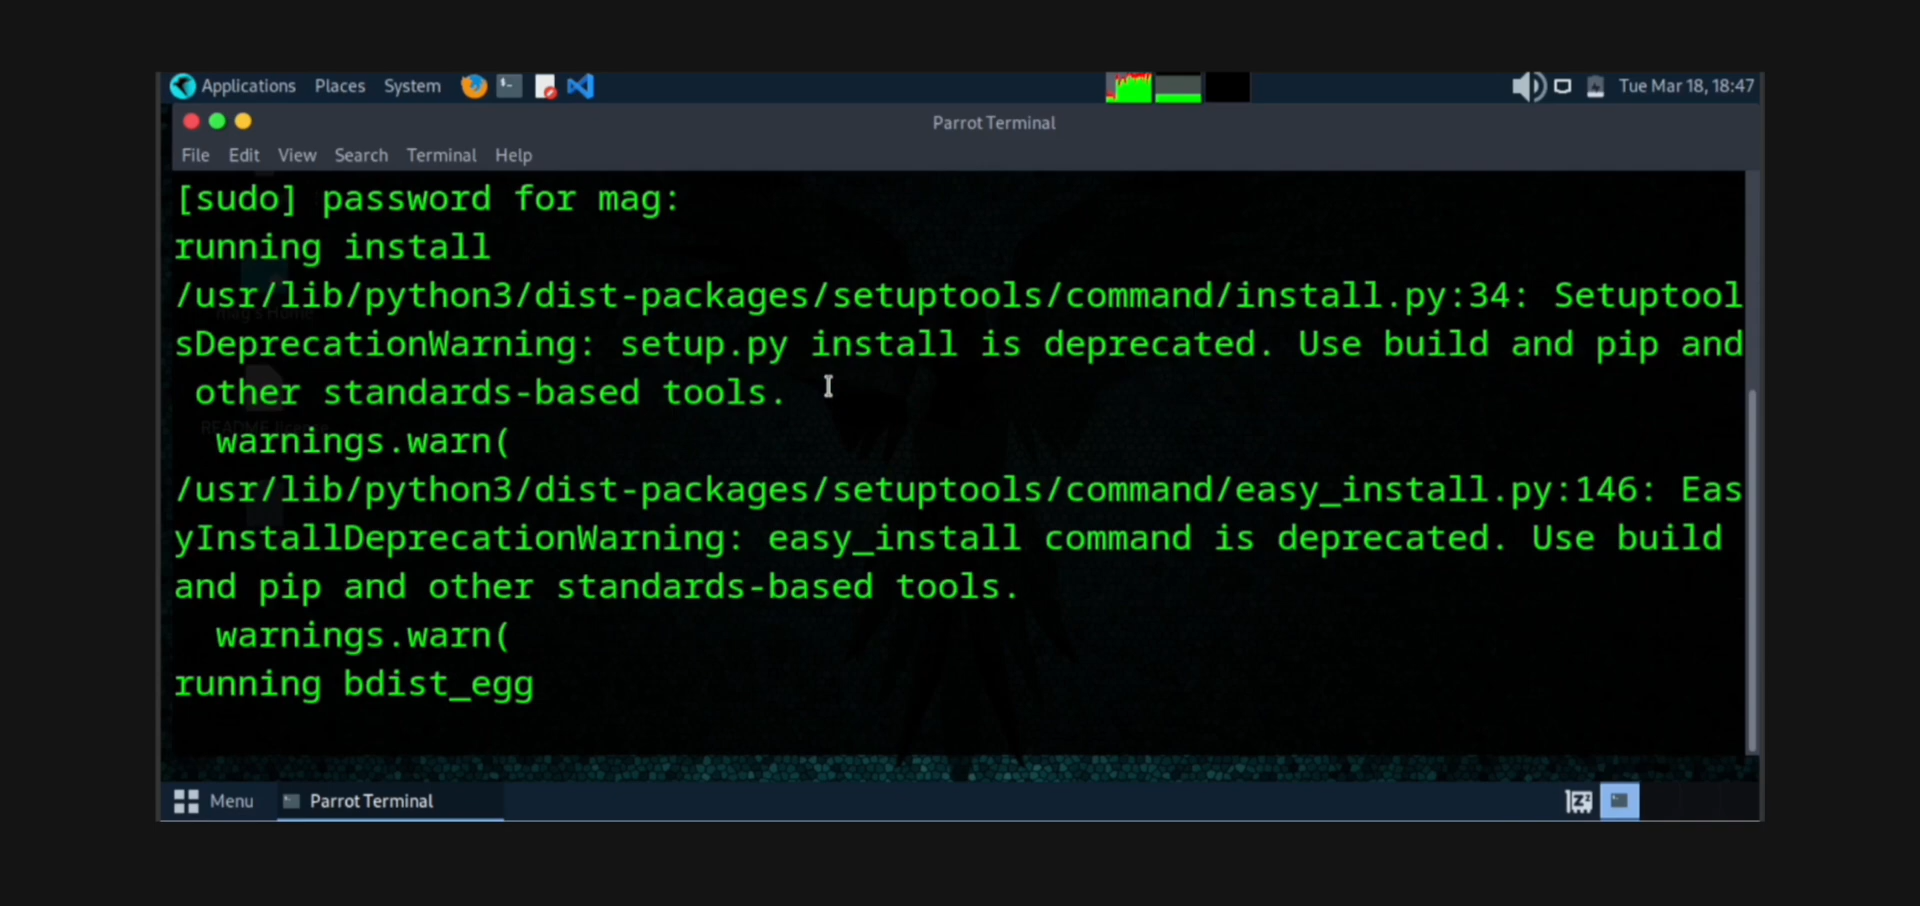 Applications Places System
Tue Mar 18, 18:47
Parrot Terminal
File Edit View Search Terminal Help
[sudo] password for mag:
running install
/usr/lib/python3/dist-packages/setuptools/command/install.py:34: Setuptool
sDeprecationWarning: setup.py install is deprecated. Use build and pip and
 other standards-based tools.
  warnings.warn(
/usr/lib/python3/dist-packages/setuptools/command/easy_install.py:146: Eas
yInstallDeprecationWarning: easy_install command is deprecated. Use build
and pip and other standards-based tools.
  warnings.warn(
running bdist_egg
mag's Home
README.license
Menu Parrot Terminal